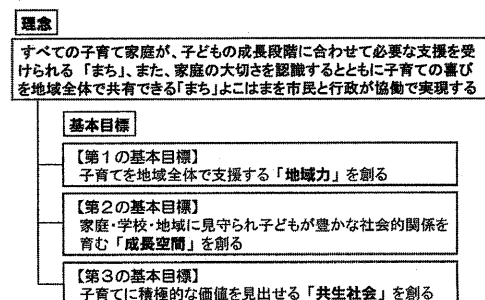 理念
すべての子育て家庭が、子どもの成長段階に合わせて必要な支援を受
けられる「まち」、また、家庭の大切さを認識するとともに子育ての喜び
を地域全体で共有できる「まち」よこはまを市民と行政が協働で実現する
基本目標
【第1の基本目標】
子育てを地域全体で支援する「地域力」を創る
【第2の基本目標】
家庭・学校・地域に見守られ子どもが豊かな社会的関係を
育む「成長空間」を創る
【第3の基本目標】
子育てに積極的な価値を見出せる「共生社会」を創る